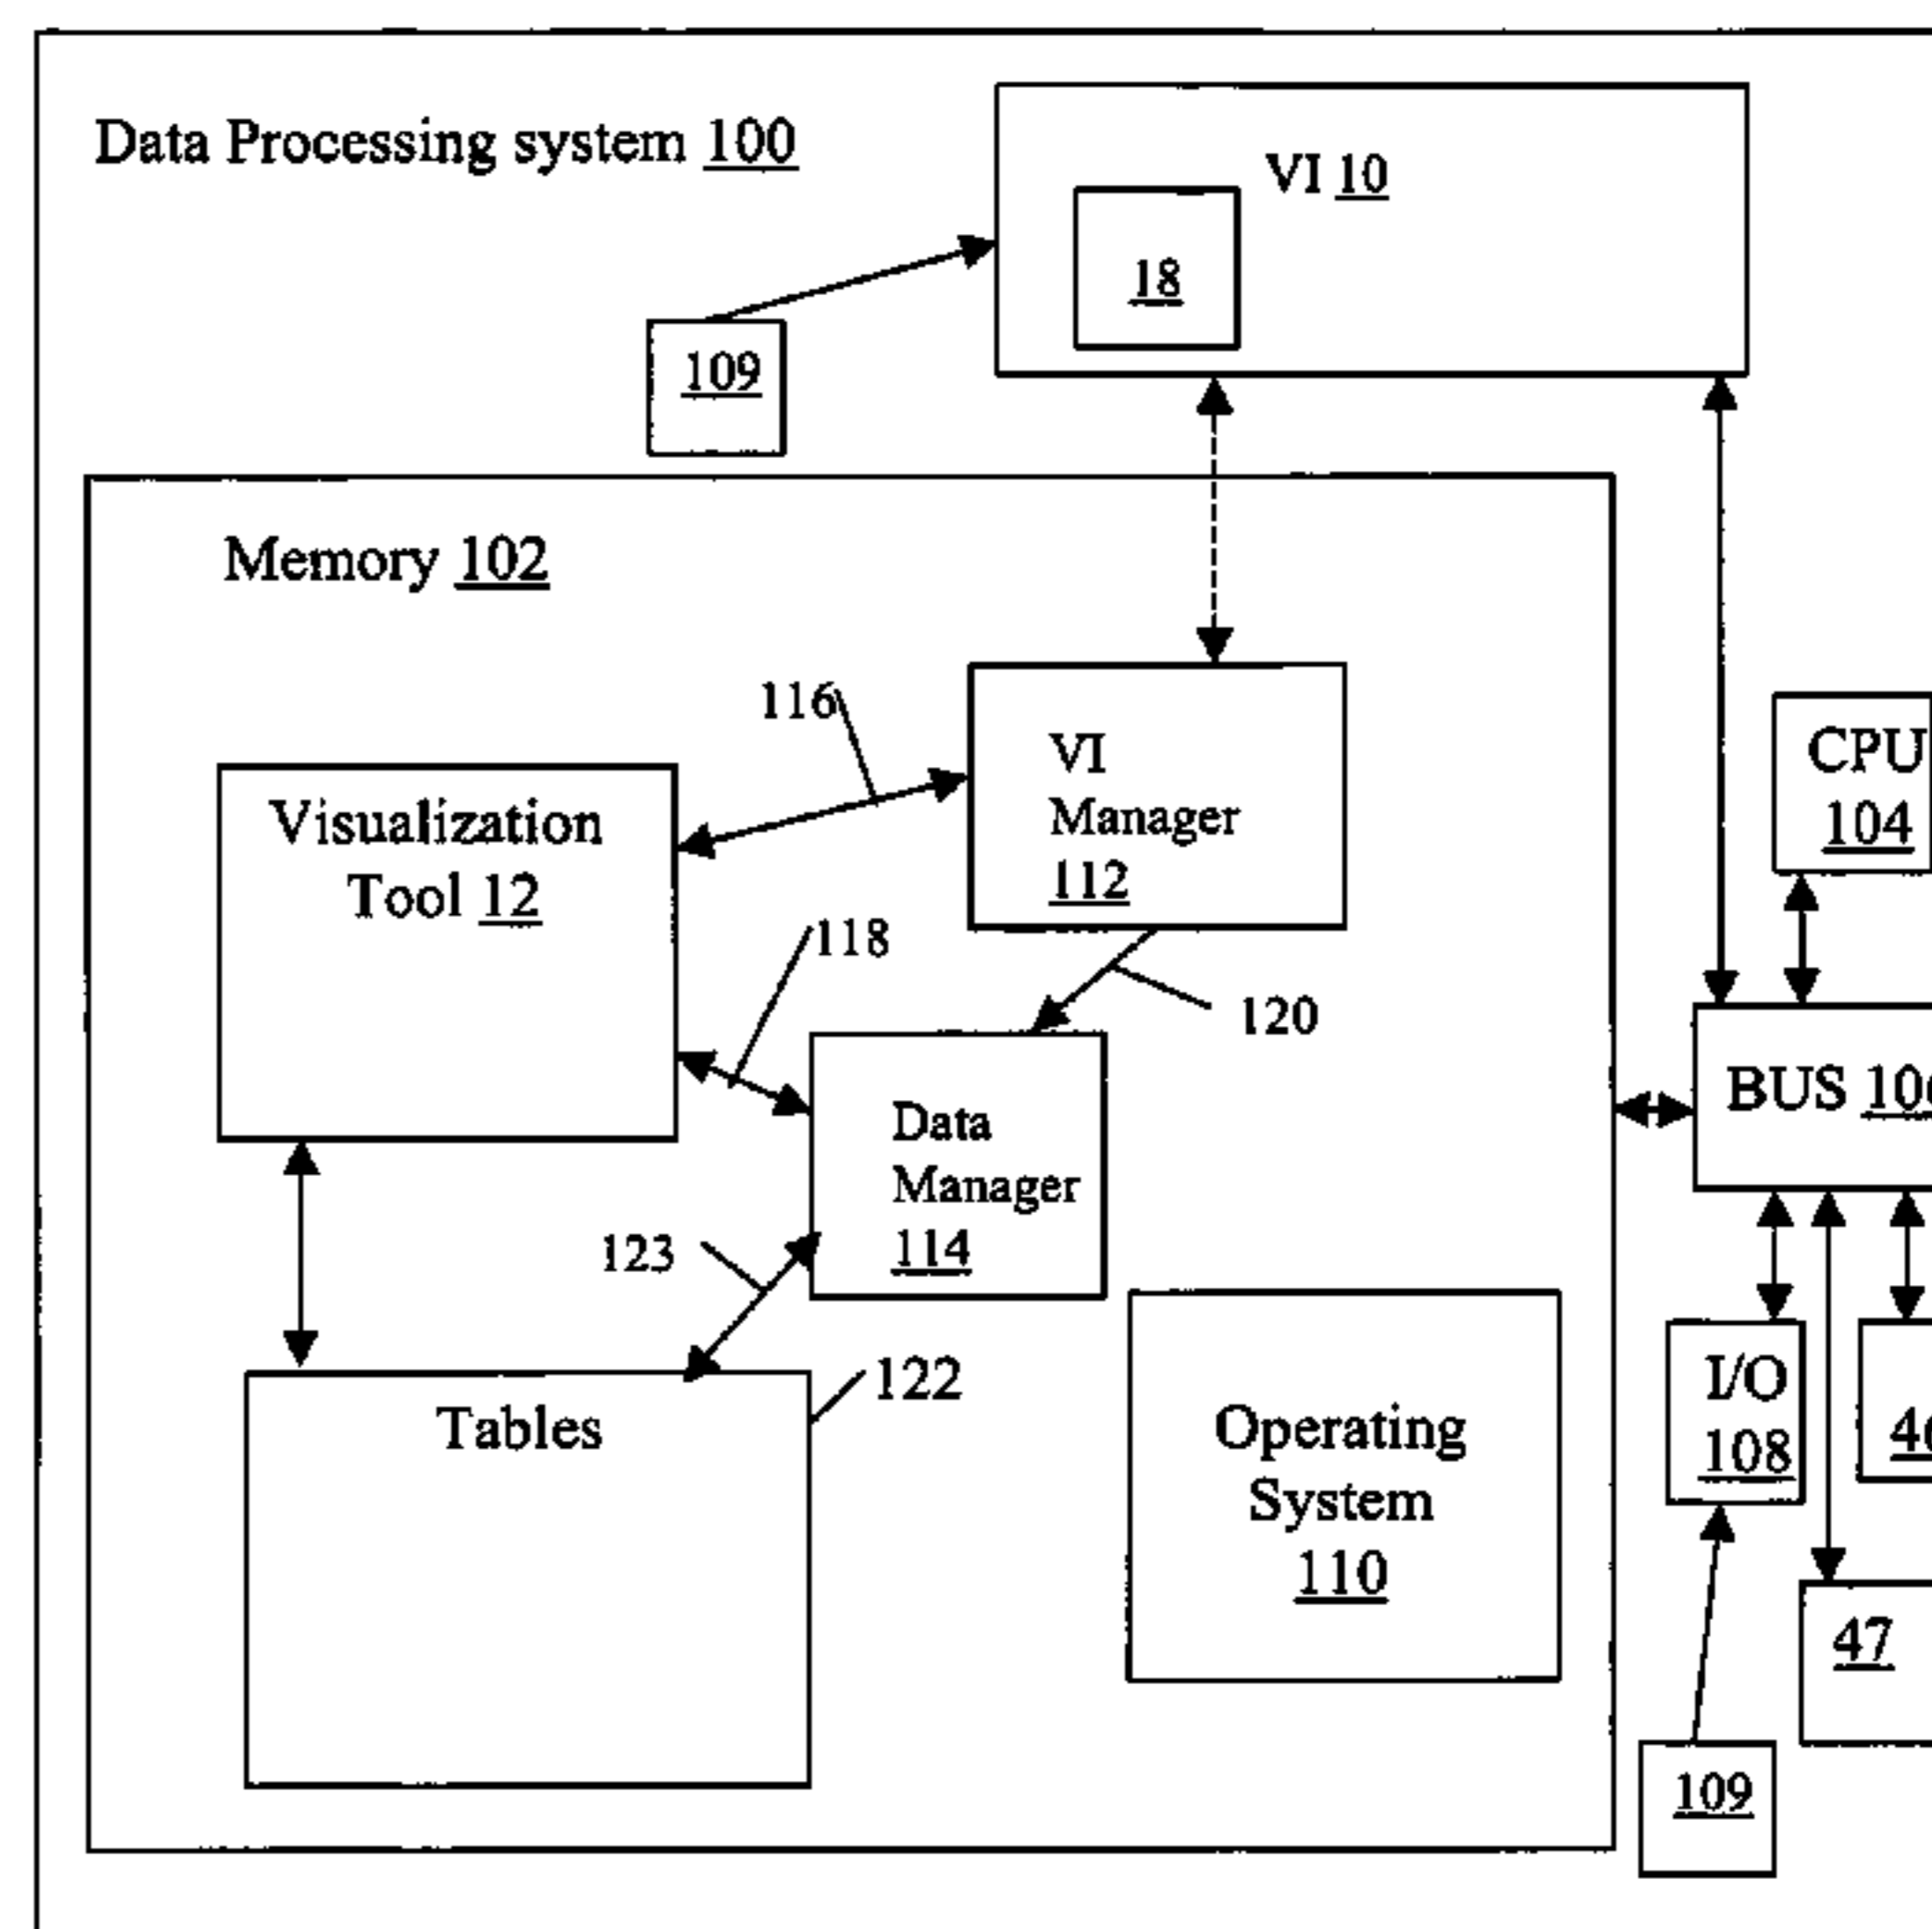 Data Processing system 100
VI 10
18
109
Memory 102
116
VI
Manager
112
CPU
104
Visualization
Tool 12
118
120
BUS
Data
Manager
114
123
Tables
122
Operating
System
110
I/O
108
47
109